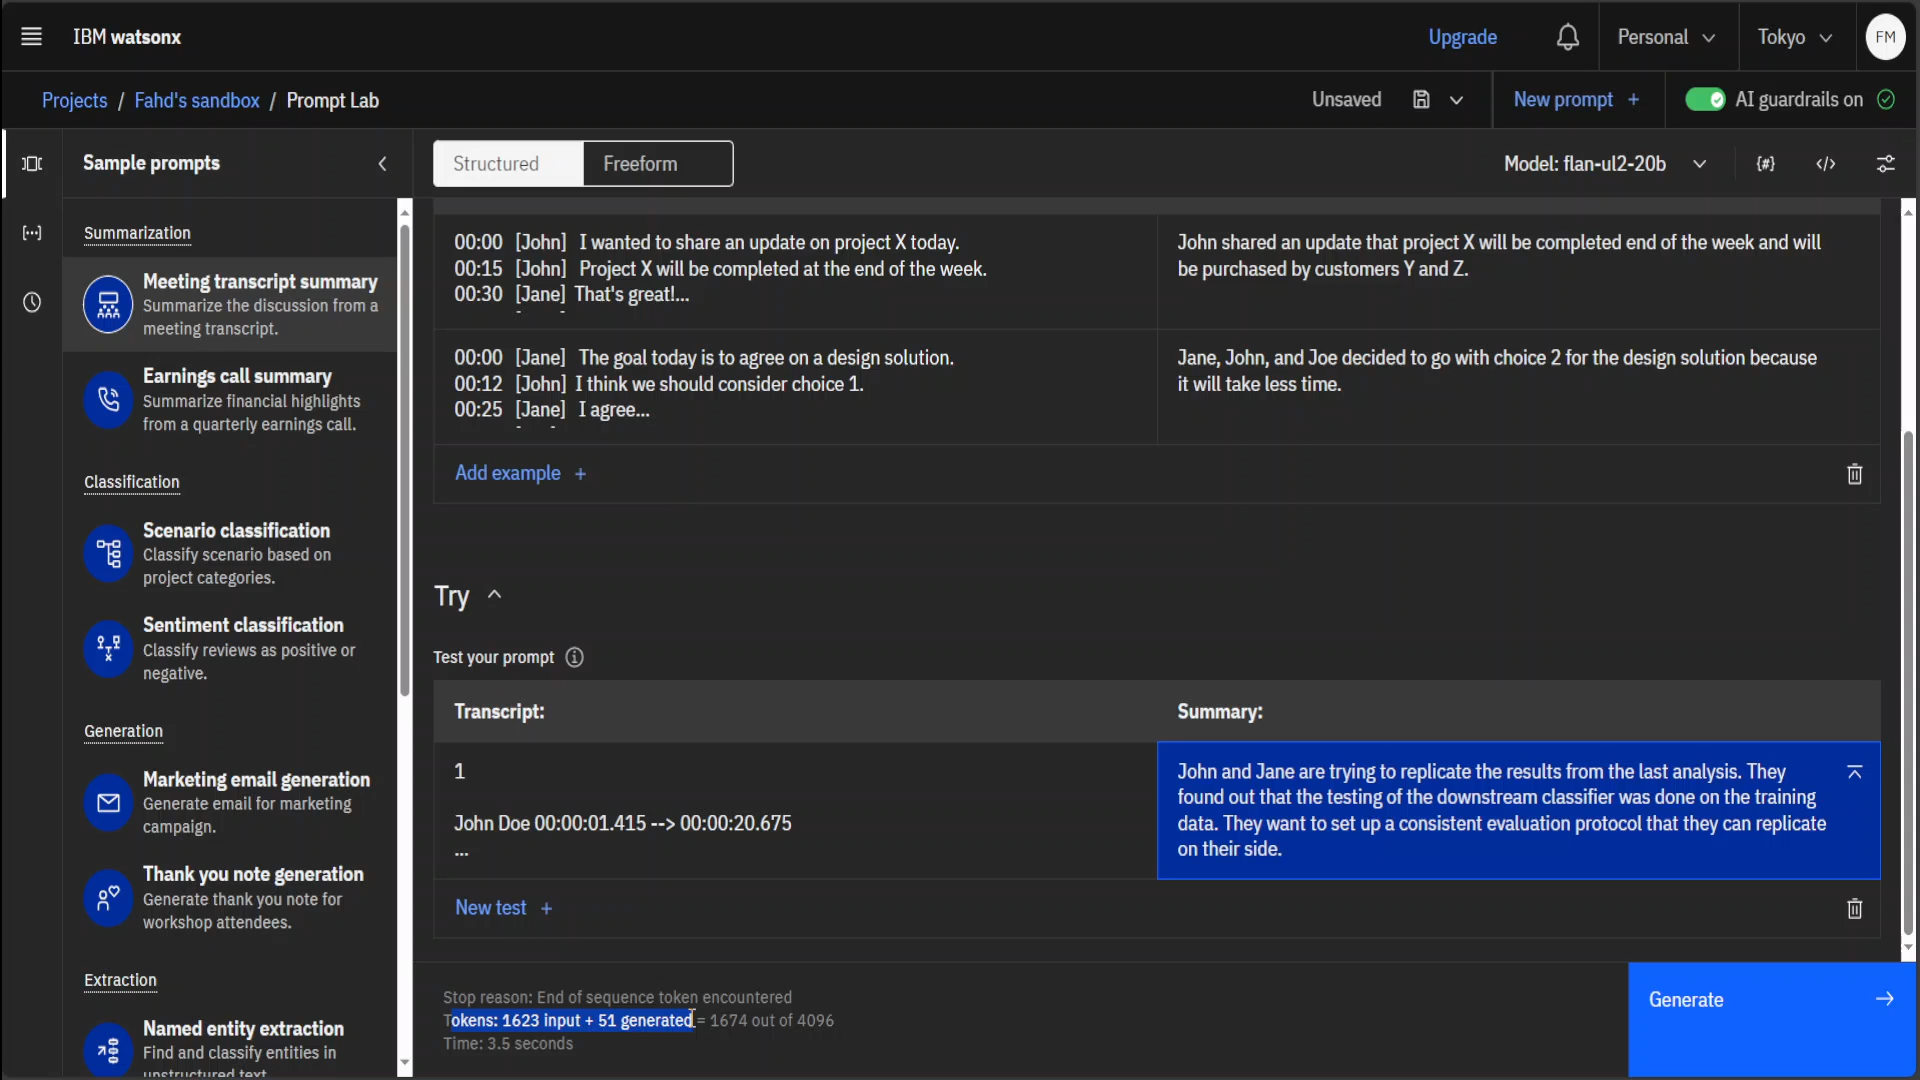 IBM watsonx
Upgrade
Personal
Tokyo
FM
Projects / Fahd's sandbox / Prompt Lab
Unsaved
New prompt +
AI guardrails on
Sample prompts
Structured
Freeform
Model: flan-ul2-20b
{#}
</>
Summarization
Meeting transcript summary
Summarize the discussion from a
meeting transcript.
Earnings call summary
Summarize financial highlights
from a quarterly earnings call.
Classification
Scenario classification
Classify scenario based on
project categories.
Sentiment classification
Classify reviews as positive or
negative.
Generation
Marketing email generation
Generate email for marketing
campaign.
Thank you note generation
Generate thank you note for
workshop attendees.
Extraction
Named entity extraction
Find and classify entities in
unstructured text.
00:00 [John] I wanted to share an update on project X today.
00:15 [John] Project X will be completed at the end of the week.
00:30 [Jane] That's great!...
John shared an update that project X will be completed end of the week and will
be purchased by customers Y and Z.
00:00 [Jane] The goal today is to agree on a design solution.
00:12 [John] I think we should consider choice 1.
00:25 [Jane] I agree...
Jane, John, and Joe decided to go with choice 2 for the design solution because
it will take less time.
Add example +
Try
Test your prompt
Transcript:
Summary:
1
John Doe 00:00:01.415 --> 00:00:20.675
...
John and Jane are trying to replicate the results from the last analysis. They
found out that the testing of the downstream classifier was done on the training
data. They want to set up a consistent evaluation protocol that they can replicate
on their side.
New test +
Stop reason: End of sequence token encountered
Tokens: 1623 input + 51 generated = 1674 out of 4096
Time: 3.5 seconds
Generate